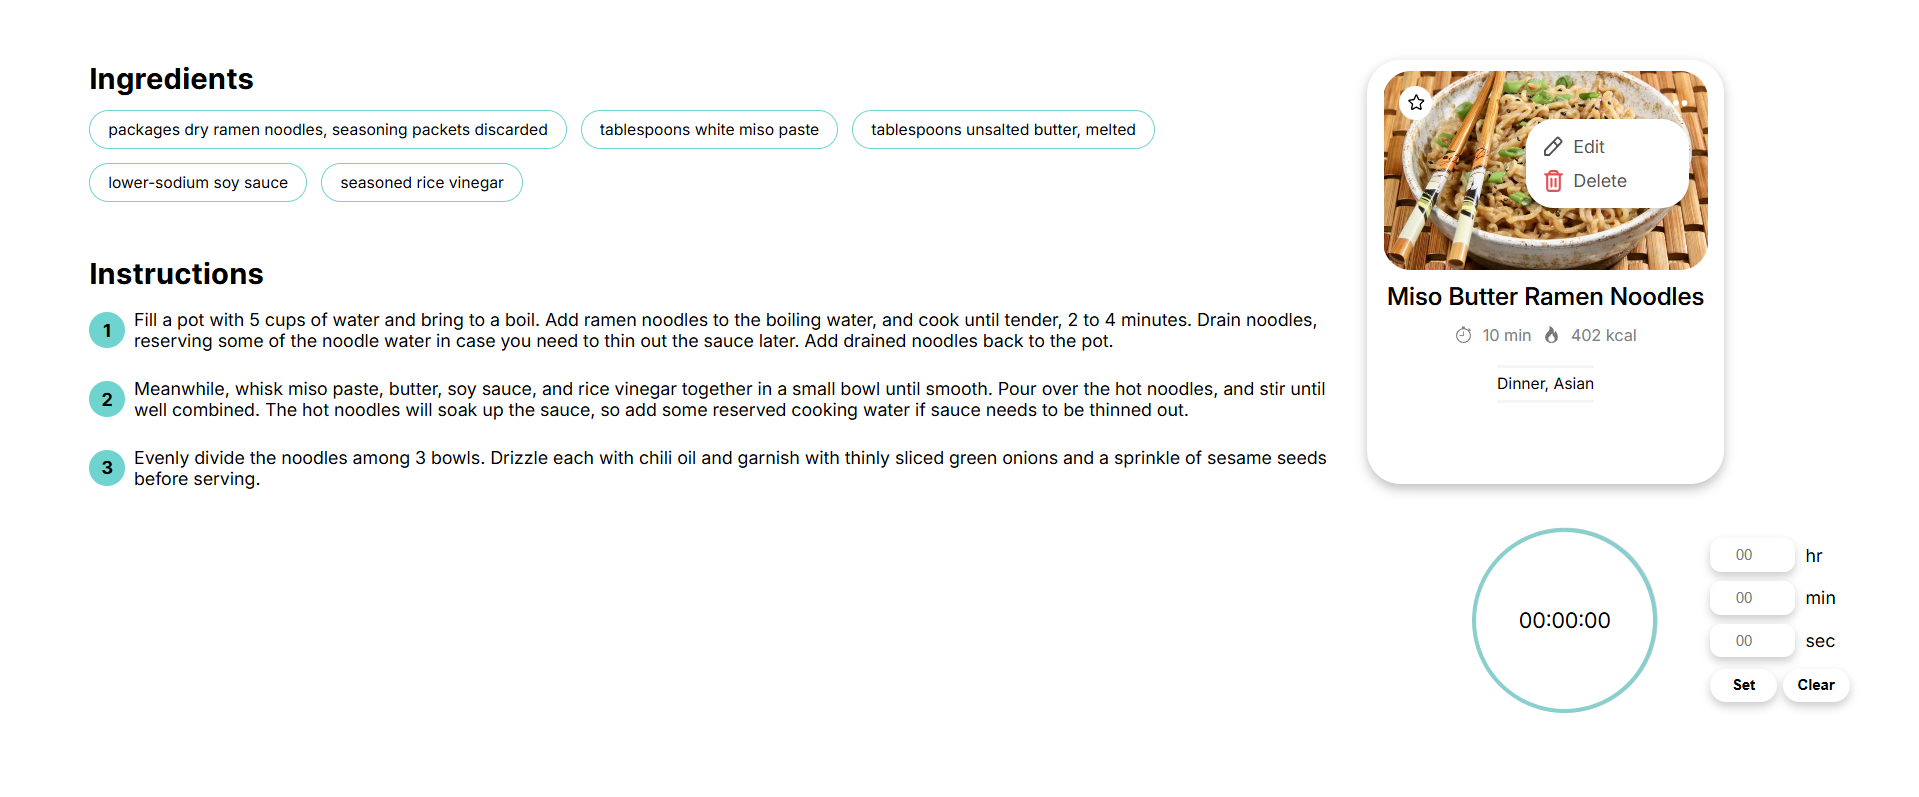 Ingredients
packages dry ramen noodles, seasoning packets discarded
tablespoons white miso paste
tablespoons unsalted butter, melted
lower-sodium soy sauce
seasoned rice vinegar
Instructions
1
Fill a pot with 5 cups of water and bring to a boil. Add ramen noodles to the boiling water, and cook until tender, 2 to 4 minutes. Drain noodles,
reserving some of the noodle water in case you need to thin out the sauce later. Add drained noodles back to the pot.
2
Meanwhile, whisk miso paste, butter, soy sauce, and rice vinegar together in a small bowl until smooth. Pour over the hot noodles, and stir until
well combined. The hot noodles will soak up the sauce, so add some reserved cooking water if sauce needs to be thinned out.
3
Evenly divide the noodles among 3 bowls. Drizzle each with chili oil and garnish with thinly sliced green onions and a sprinkle of sesame seeds
before serving.
Edit
Delete
Miso Butter Ramen Noodles
10 min 402 kcal
Dinner, Asian
00:00:00
00 hr
00 min
00 sec
Set Clear